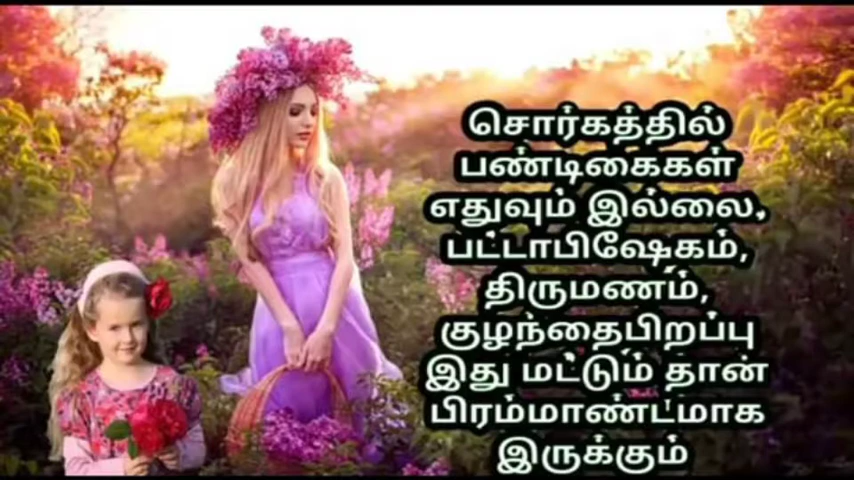 சொர்கத்தில்
பண்டிகைகள்
எதுவும் இல்லை,
பட்டாபிஷேகம்,
திருமணம்,
குழந்தைபிறப்பு
இது மட்டும் தான்
பிரம்மாண்டமாக
இருக்கும்